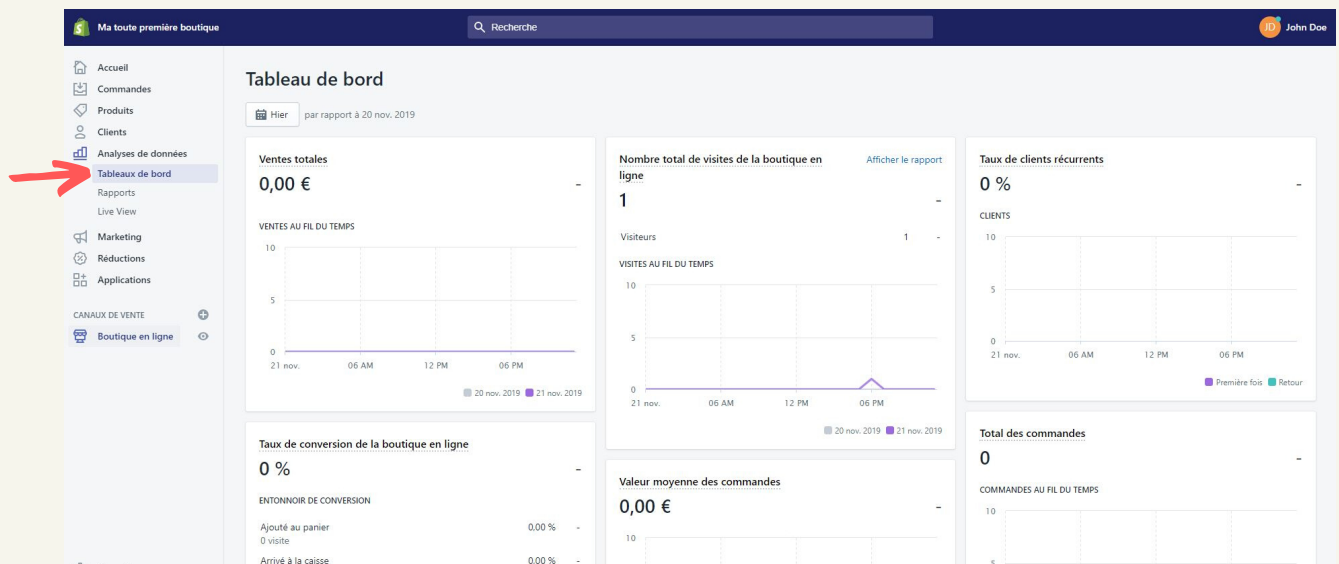 Ma toute première boutique
Recherche
JD
John Doe
Accueil
Commandes
Produits
Clients
Analyses de données
Tableaux de bord
Rapports
Live View
Marketing
Réductions
Applications
CANAUX DE VENTE
Boutique en ligne
Tableau de bord
Hier
par rapport à 20 nov. 2019
Ventes totales
0,00 €
-
VENTES AU FIL DU TEMPS
10
5
0
21 nov.
06 AM
12 PM
06 PM
20 nov. 2019
21 nov. 2019
Taux de conversion de la boutique en ligne
0 %
-
ENTONNOIR DE CONVERSION
Ajouté au panier
0,00 %
-
0 visite
Arrivé à la caisse
0,00 %
-
Nombre total de visites de la boutique en
ligne
Afficher le rapport
1
-
Visiteurs
1
-
VISITES AU FIL DU TEMPS
10
5
0
21 nov.
06 AM
12 PM
06 PM
20 nov. 2019
21 nov. 2019
Valeur moyenne des commandes
0,00 €
-
10
Taux de clients récurrents
0 %
-
CLIENTS
10
5
0
21 nov.
06 AM
12 PM
06 PM
Première fois
Retour
Total des commandes
0
-
COMMANDES AU FIL DU TEMPS
10
5